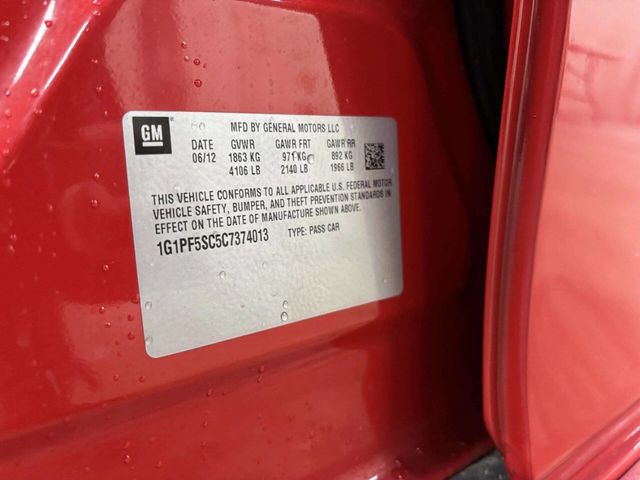 GM
MFD BY GENERAL MOTORS LLC
DATE GVWR GAWR FRT GAWR RR
06/12 1863 KG 971 KG 892 KG
4106 LB 2140 LB 1966 LB
THIS VEHICLE CONFORMS TO ALL APPLICABLE U.S. FEDERAL MOTOR
VEHICLE SAFETY, BUMPER, AND THEFT PREVENTION STANDARDS IN
EFFECT ON THE DATE OF MANUFACTURE SHOWN ABOVE.
1G1PF5SC5C7374013 TYPE: PASS CAR